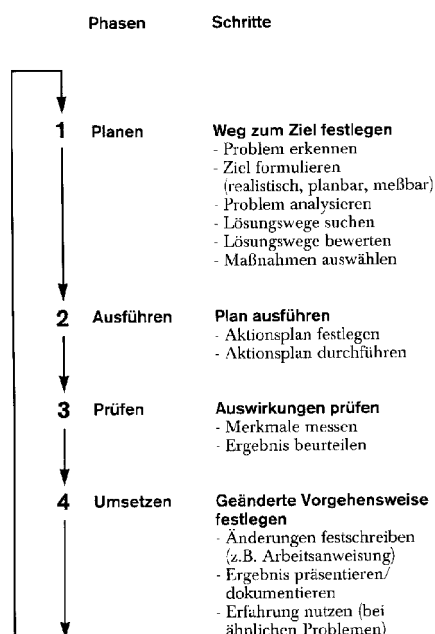 Phasen Schritte
1 Planen Weg zum Ziel festlegen
- Problem erkennen
- Ziel formulieren
(realistisch, planbar, meßbar)
- Problem analysieren
- Lösungswege suchen
- Lösungswege bewerten
- Maßnahmen auswählen
2 Ausführen Plan ausführen
- Aktionsplan festlegen
- Aktionsplan durchführen
3 Prüfen Auswirkungen prüfen
- Merkmale messen
- Ergebnis beurteilen
4 Umsetzen Geänderte Vorgehensweise
festlegen
- Änderungen festschreiben
(z.B. Arbeitsanweisung)
- Ergebnis präsentieren/
dokumentieren
- Erfahrung nutzen (bei
ähnlichen Problemen)